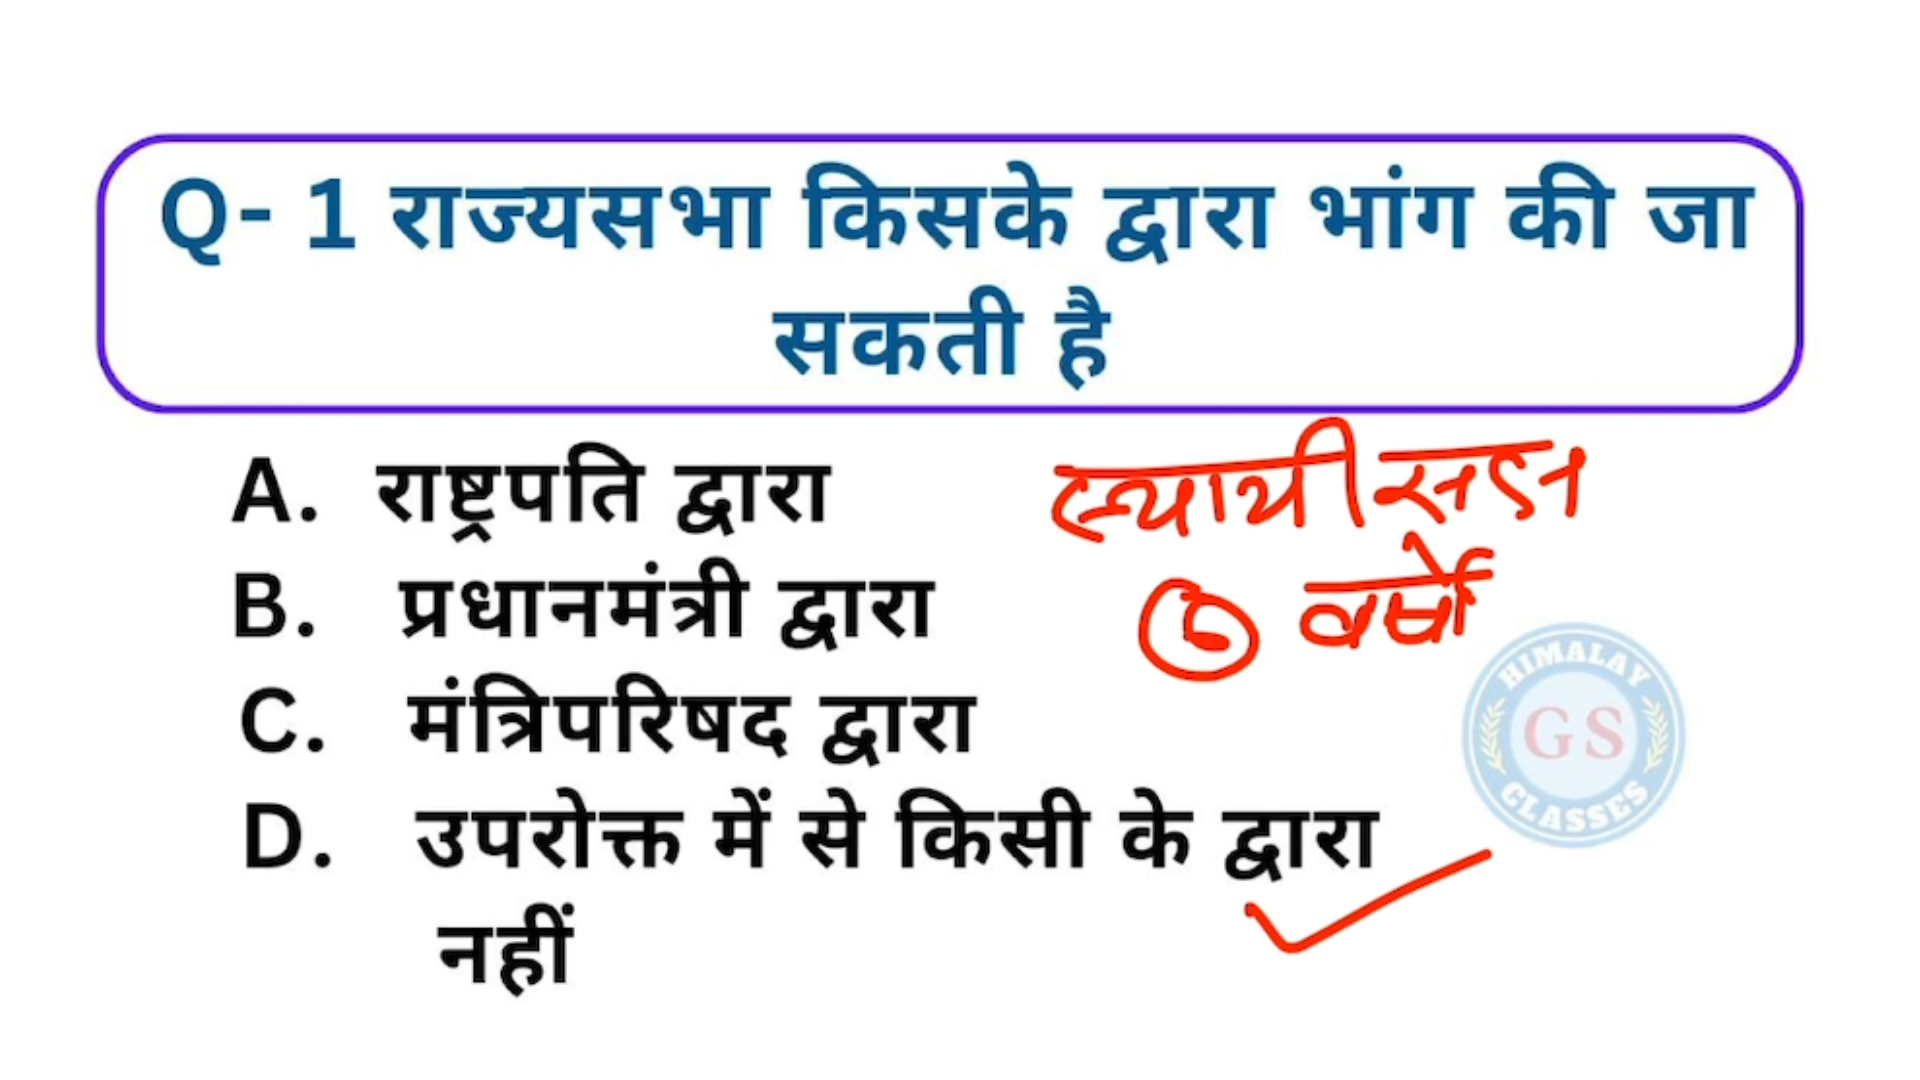 Q- 1 राज्यसभा किसके द्वारा भांग की जा
सकती है
A. राष्ट्रपति द्वारा
स्थायी सदन
B. प्रधानमंत्री द्वारा
6 वर्षो
C. मंत्रिपरिषद द्वारा
HIMALAY
GS
CLASSES
D. उपरोक्त में से किसी के द्वारा
नहीं